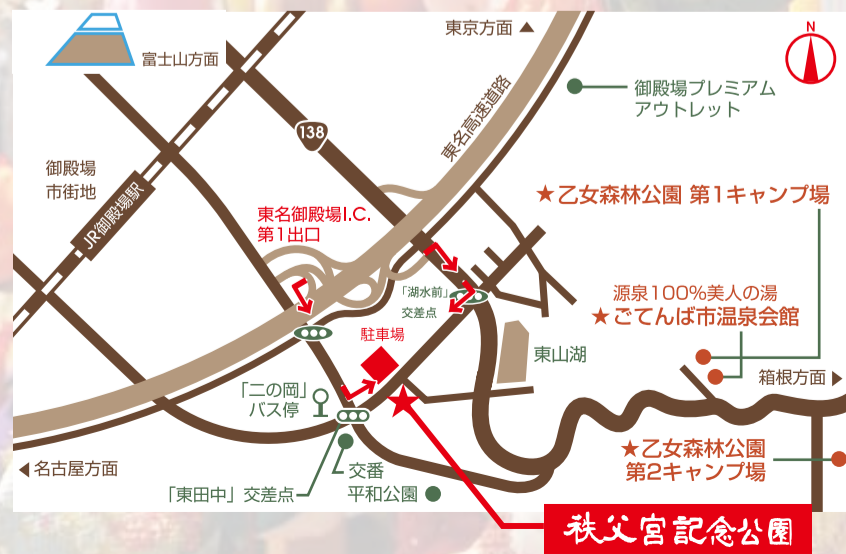 東京方面 ▲
N
富士山方面
御殿場プレミアム
アウトレット
138
東名高速道路
御殿場
市街地
JR御殿場駅
★乙女森林公園 第1キャンプ場
東名御殿場I.C.
第1出口
「湖水前」
交差点
源泉100%美人の湯
★ごてんば市温泉会館
駐車場
東山湖
箱根方面 ▶
「二の岡」
バス停
★乙女森林公園
第2キャンプ場
◀ 名古屋方面
交番
「東田中」交差点
平和公園
秩父宮記念公園